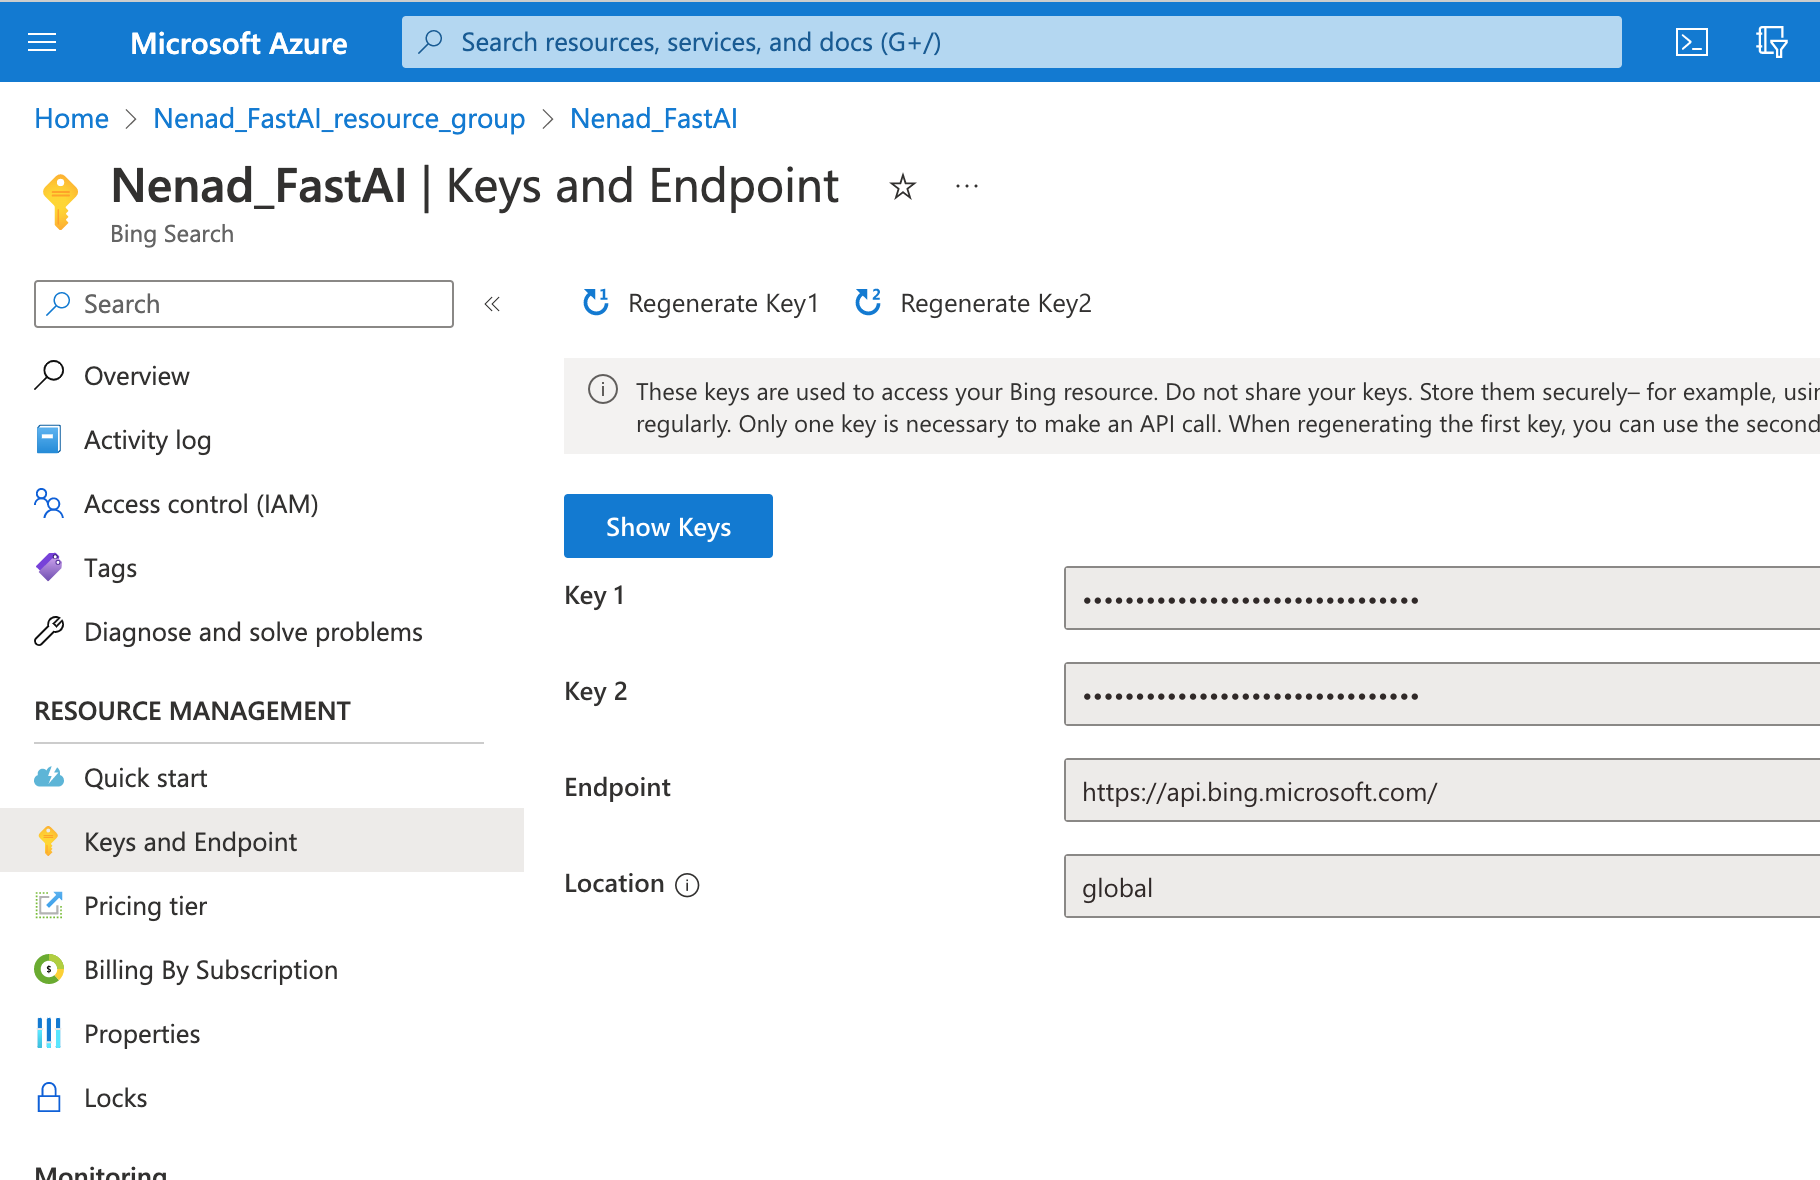 Microsoft Azure
Search resources, services, and docs (G+/)
Home > Nenad_FastAI_resource_group > Nenad_FastAI
Nenad_FastAI | Keys and Endpoint
Bing Search
Search
Regenerate Key1
Regenerate Key2
Overview
Activity log
Access control (IAM)
Tags
Diagnose and solve problems
RESOURCE MANAGEMENT
Quick start
Keys and Endpoint
Pricing tier
Billing By Subscription
Properties
Locks
Monitoring
These keys are used to access your Bing resource. Do not share your keys. Store them securely– for example,
regularly. Only one key is necessary to make an API call. When regenerating the first key, you can use the second
Show Keys
Key 1
••••••••••••••••••••••••••••••••
Key 2
••••••••••••••••••••••••••••••••
Endpoint
https://api.bing.microsoft.com/
Location
global